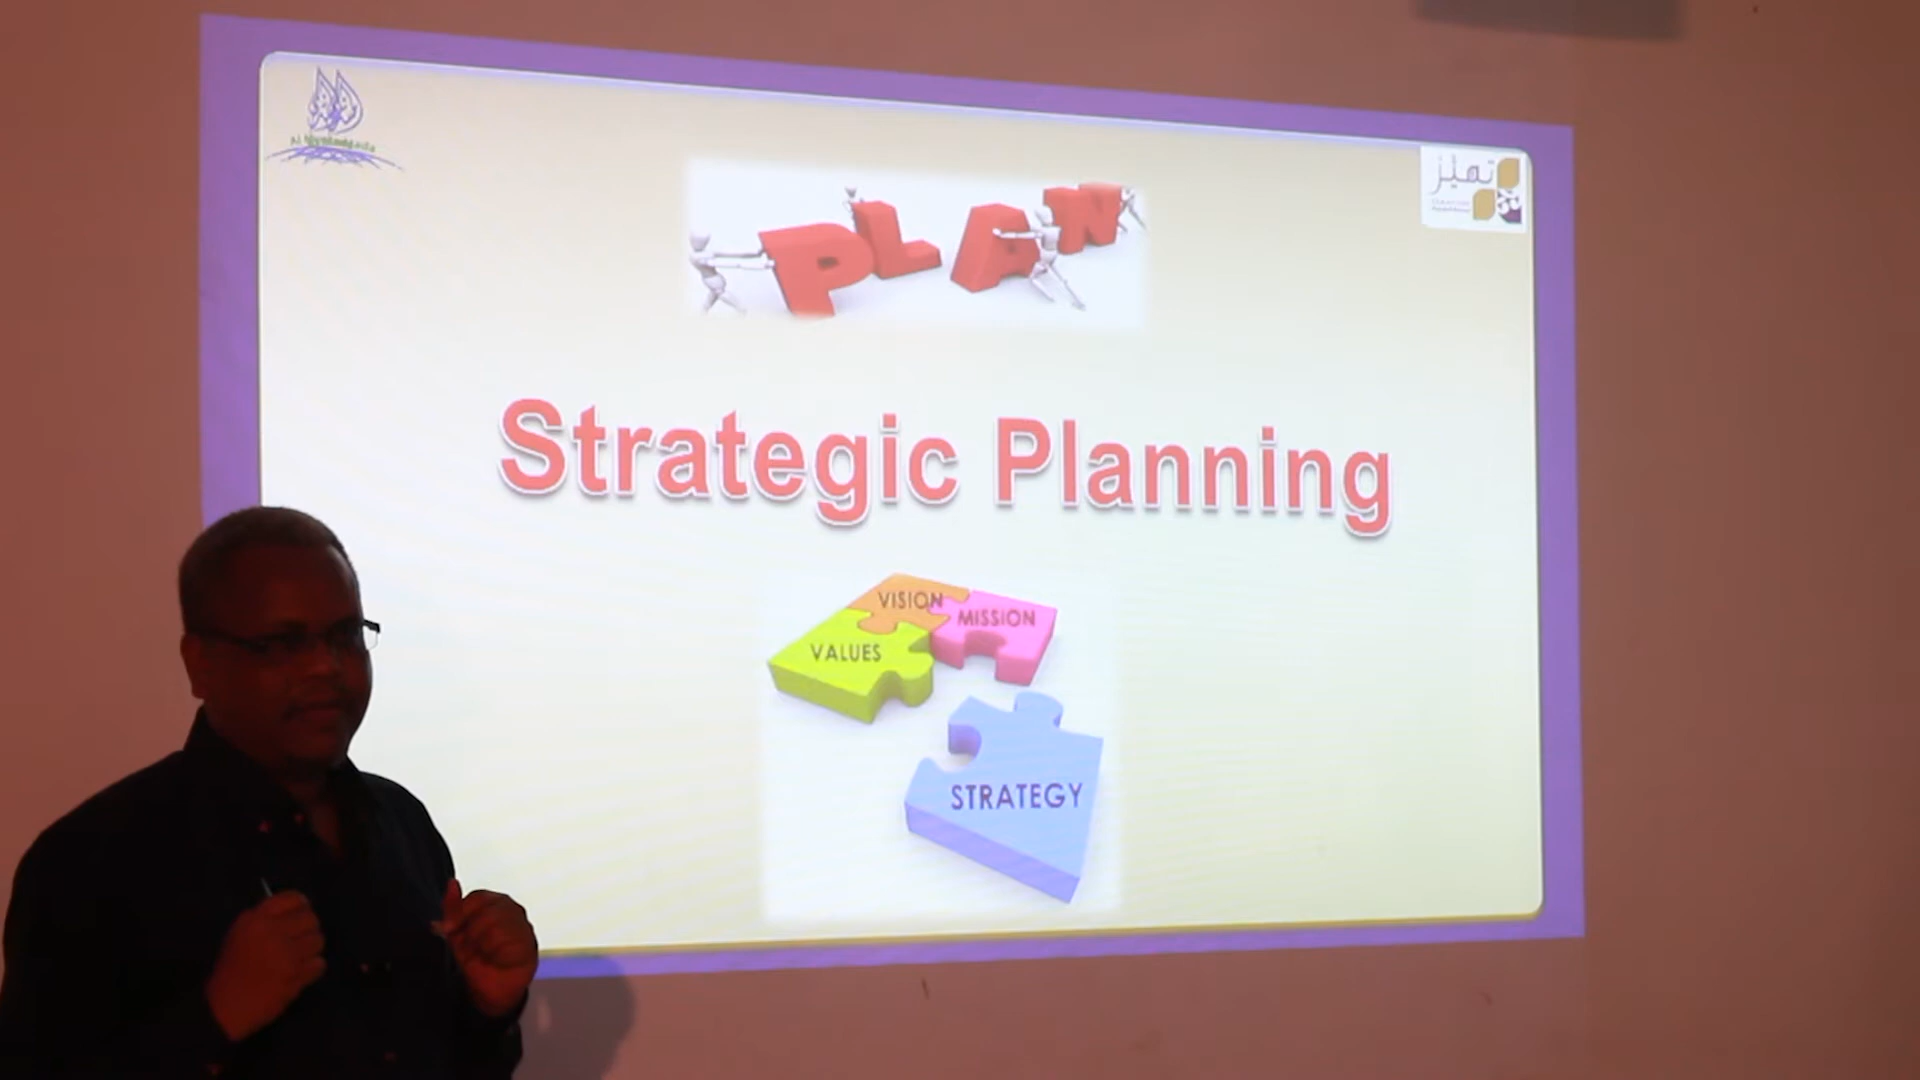 تميز
PLAN
Strategic Planning
VISION
MISSION
VALUES
STRATEGY